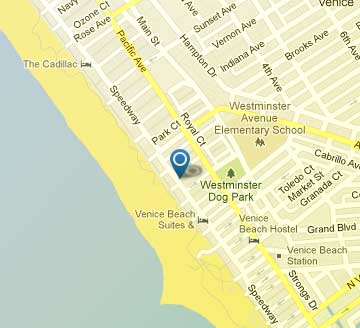 Navy
Ozone Ct
Rose Ave
Main St
Sunset Ave
Venice
Vernon Ave
Pacific Ave
Hampton Dr
Indiana Ave
Brooks Ave
4th Ave
The Cadillac
Speedway
Westminster
Avenue
Elementary School
Park Ct
Royal Ct
Cabrillo Av
Westminster
Dog Park
Toledo Ct
Market St
Granada Ct
Venice Beach
Suites &
Venice
Beach Hostel
Grand Blvd
Venice Beach
Station
Strongs Dr
Speedway
N V